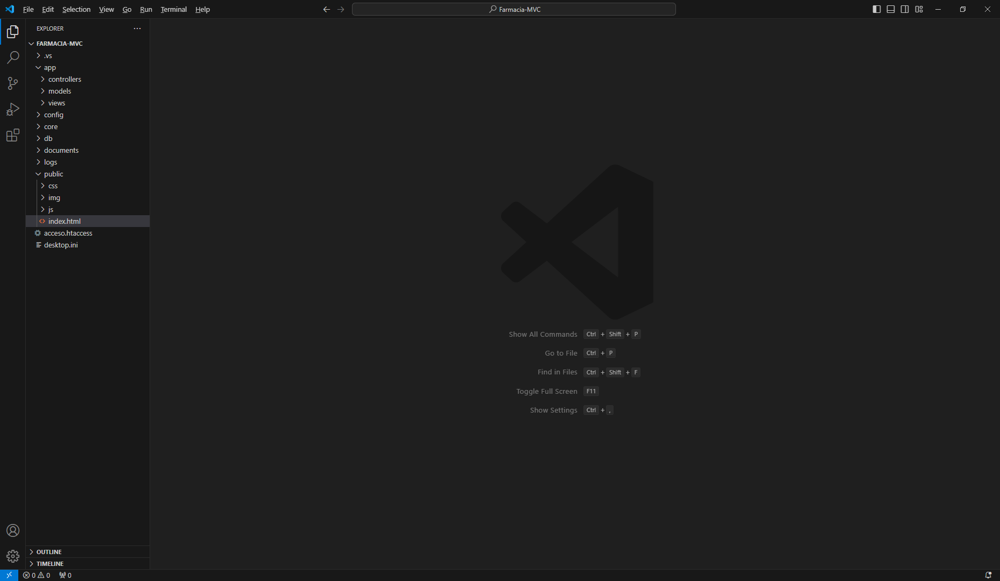 File Edit Selection View Go Run Terminal Help
Farmacia-MVC
EXPLORER
FARMACIA-MVC
.vs
app
controllers
models
views
config
core
db
documents
logs
public
css
img
js
index.html
acceso.htaccess
desktop.ini
Show All Commands Ctrl + Shift + P
Go to File Ctrl + P
Find in Files Ctrl + Shift + F
Toggle Full Screen F11
Show Settings Ctrl + ,
OUTLINE
TIMELINE
0 0 0